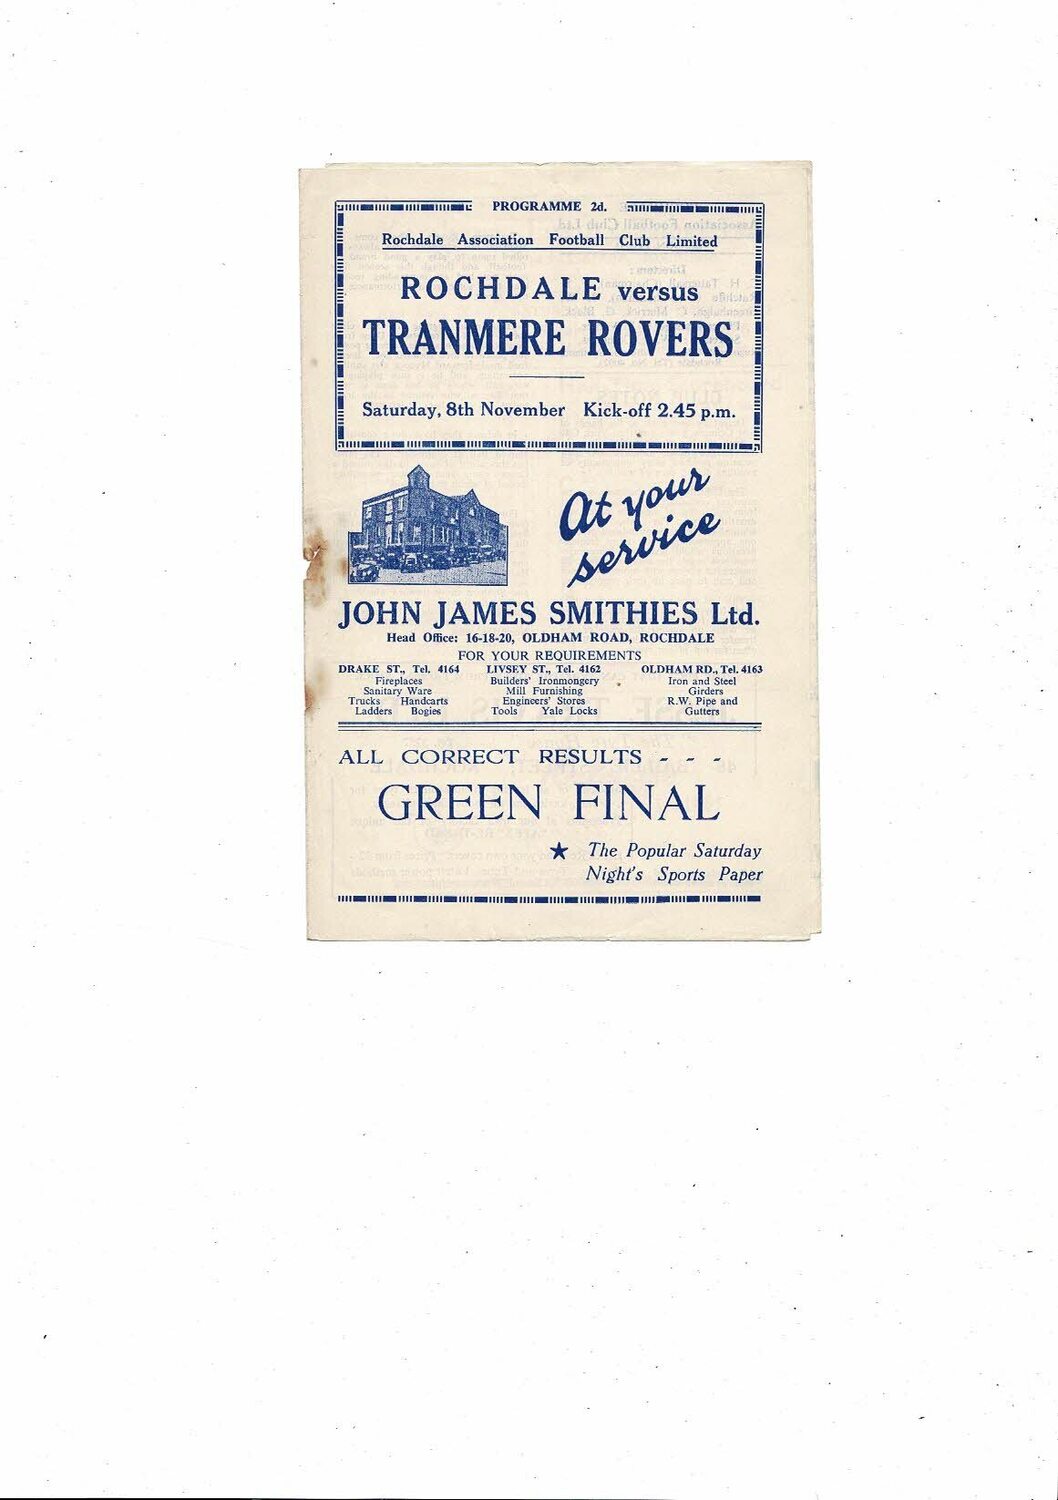 PROGRAMME 2d.
Rochdale Association Football Club Limited
ROCHDALE versus
TRANMERE ROVERS
Saturday, 8th November Kick-off 2.45 p.m.
At your
service
JOHN JAMES SMITHIES Ltd.
Head Office: 16-18-20, OLDHAM ROAD, ROCHDALE
FOR YOUR REQUIREMENTS
DRAKE ST., Tel. 4164 LIVSEY ST., Tel. 4162 OLDHAM RD., Tel. 4163
Fireplaces Builders' Ironmongery Iron and Steel
Sanitary Ware Mill Furnishing Girders
Trucks Handcarts Engineers' Stores R.W. Pipe and
Ladders Bogies Tools Yale Locks Gutters
ALL CORRECT RESULTS - - -
GREEN FINAL
★ The Popular Saturday
Night's Sports Paper